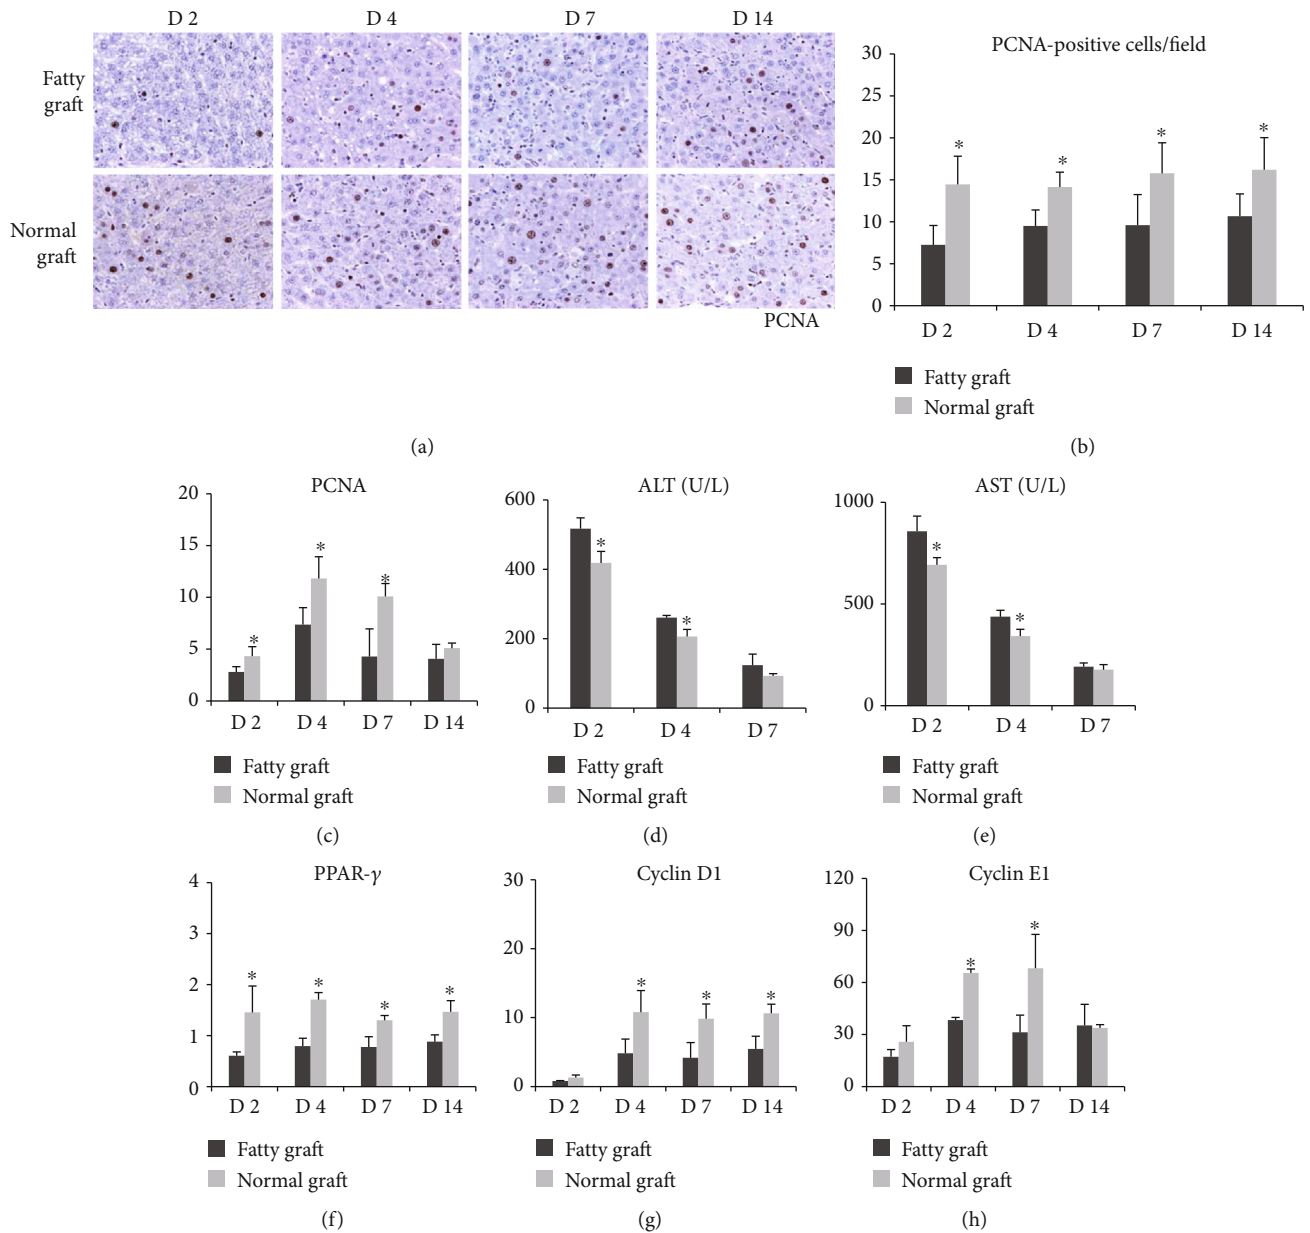 D 2 D 4 D 7 D 14
Fatty
graft
Normal
graft
PCNA
(a)
PCNA-positive cells/field
30
25
20
15
10
5
0
* * * *
D 2 D 4 D 7 D 14
Fatty graft
Normal graft
(b)
PCNA
20
15
10
5
0
* * *
D 2 D 4 D 7 D 14
Fatty graft
Normal graft
(c)
ALT (U/L)
600
400
200
0
* *
D 2 D 4 D 7
Fatty graft
Normal graft
(d)
AST (U/L)
1000
500
0
* *
D 2 D 4 D 7
Fatty graft
Normal graft
(e)
PPAR-γ
4
3
2
1
0
* * * *
D 2 D 4 D 7 D 14
Fatty graft
Normal graft
(f)
Cyclin D1
30
20
10
0
* * *
D 2 D 4 D 7 D 14
Fatty graft
Normal graft
(g)
Cyclin E1
120
90
60
30
0
* *
D 2 D 4 D 7 D 14
Fatty graft
Normal graft
(h)